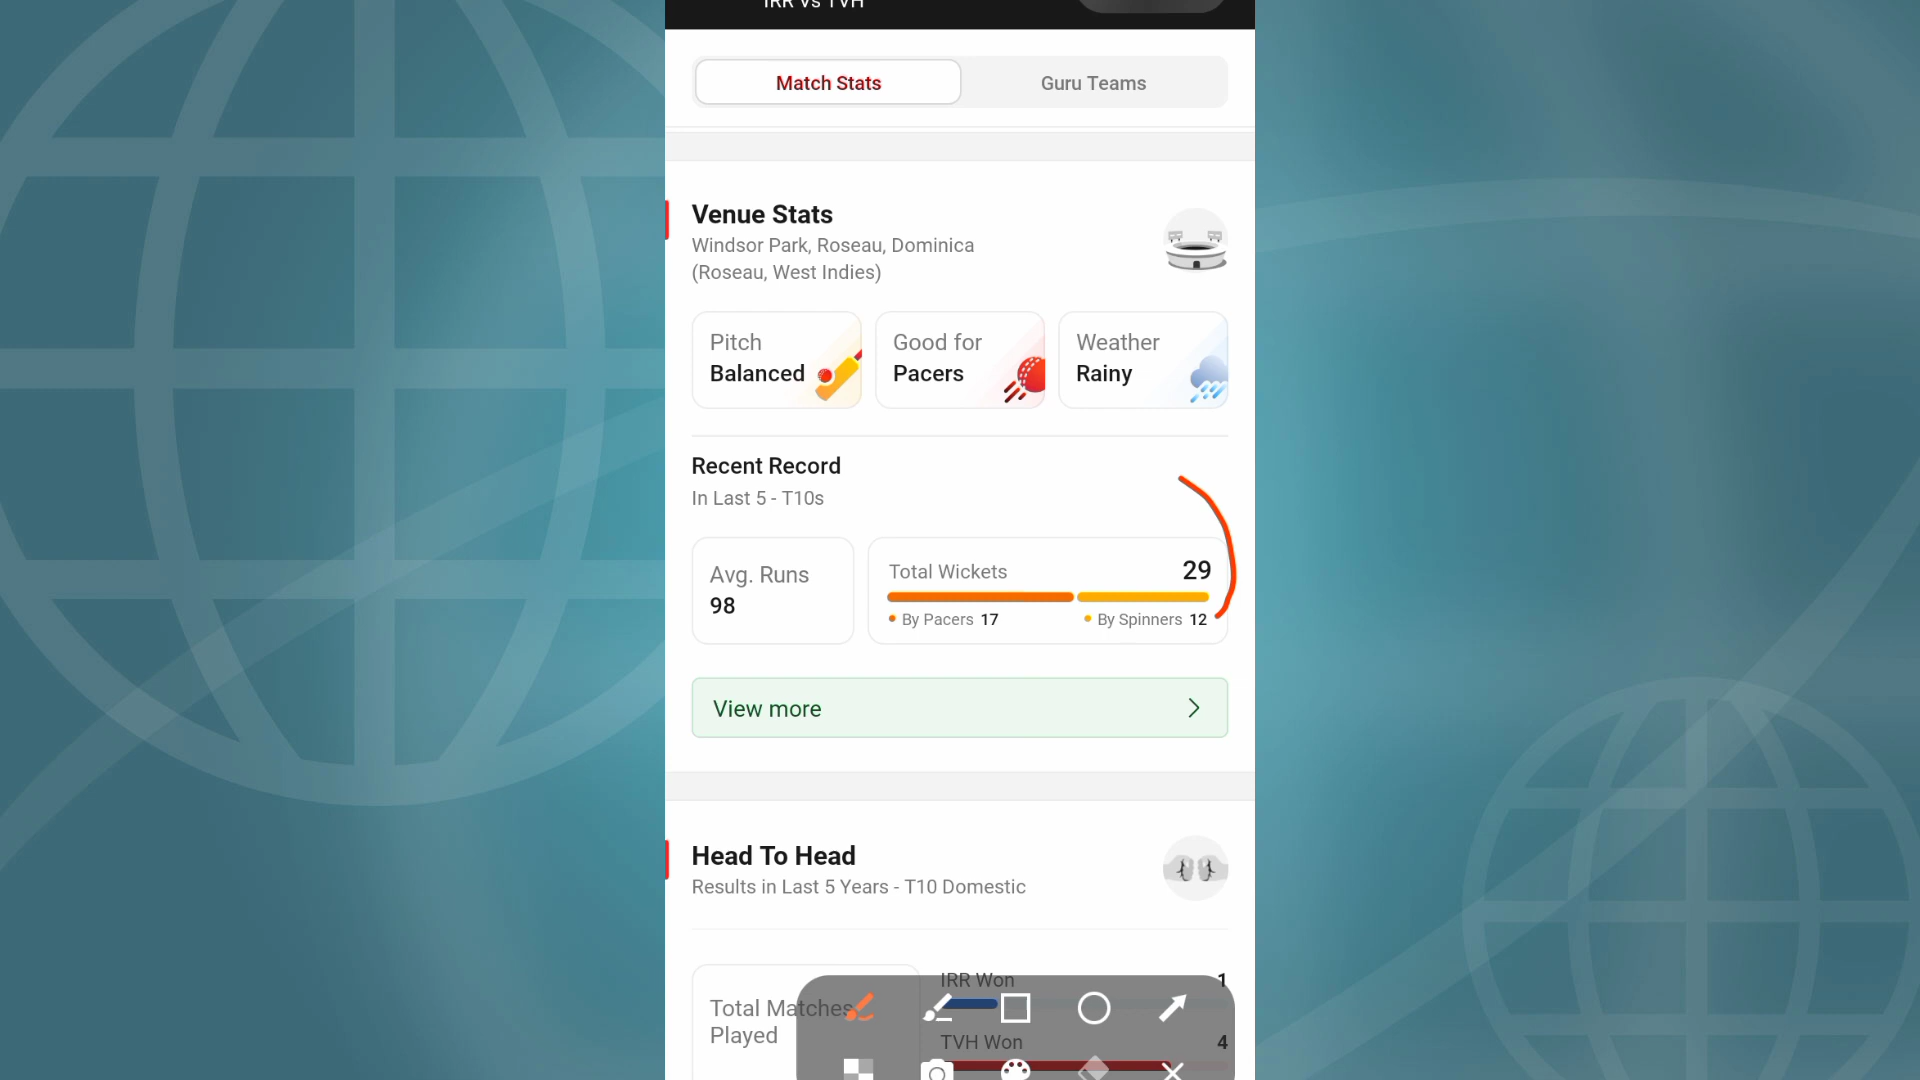 IRR Vs TVH
Match Stats
Guru Teams
Venue Stats
Windsor Park, Roseau, Dominica
(Roseau, West Indies)
Pitch
Balanced
Good for
Pacers
Weather
Rainy
Recent Record
In Last 5 - T10s
Avg. Runs
98
Total Wickets 29
By Pacers 17
By Spinners 12
View more
Head To Head
Results in Last 5 Years - T10 Domestic
Total Matches
Played
IRR Won 1
TVH Won 4